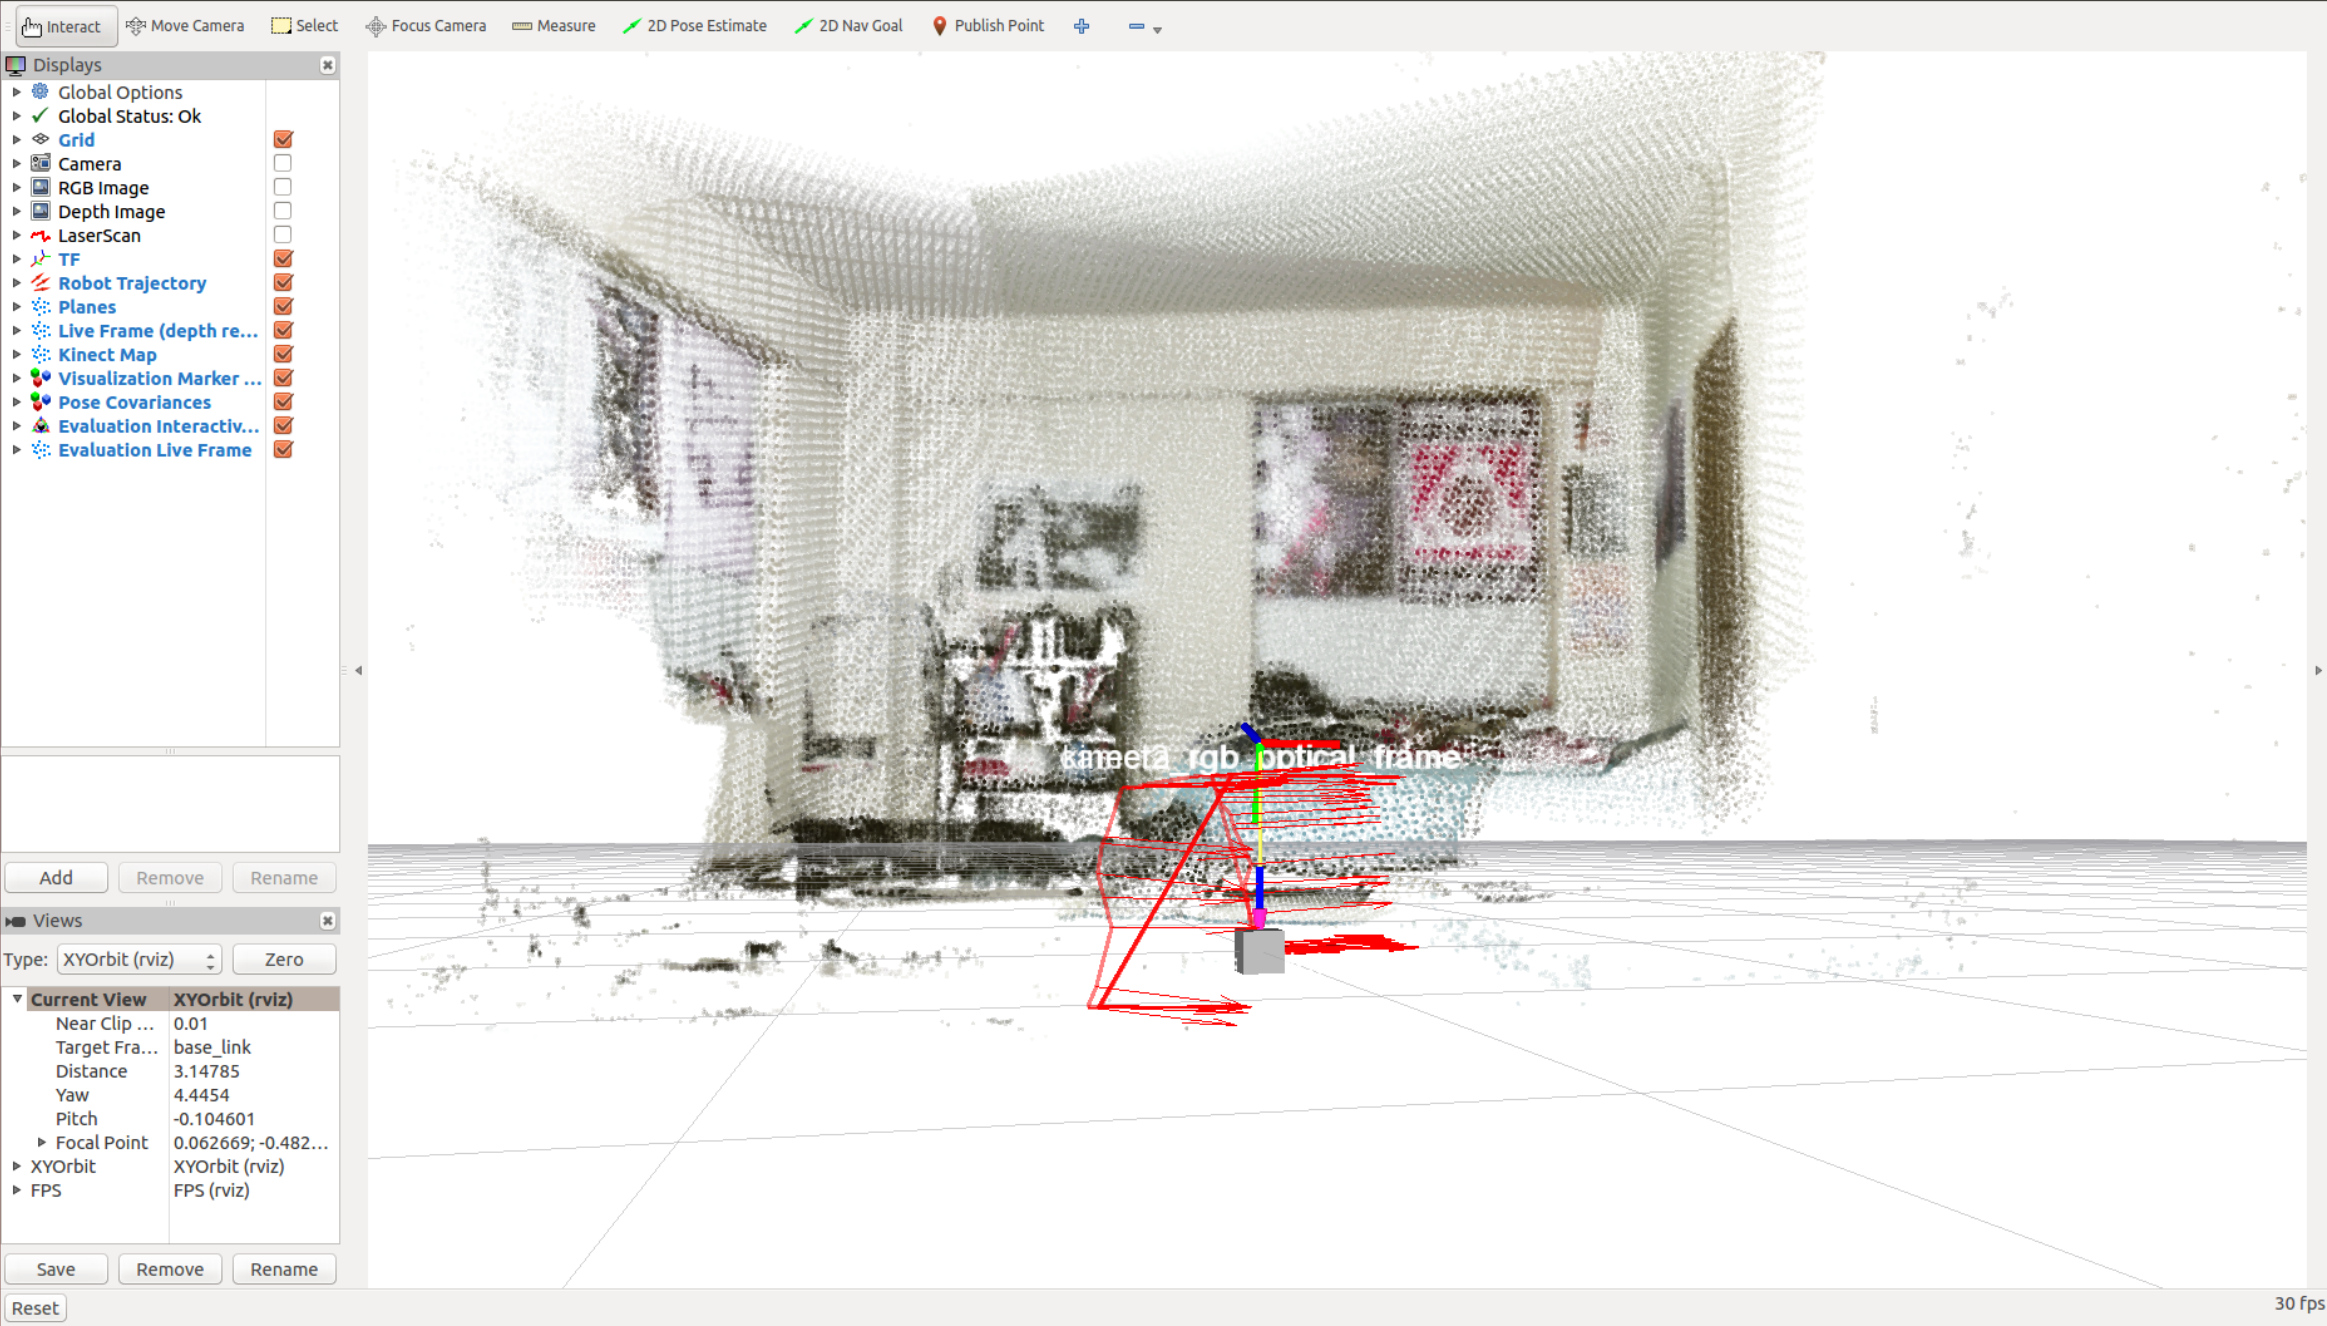 Interact Move Camera Select Focus Camera Measure 2D Pose Estimate 2D Nav Goal Publish Point
Displays
Global Options
Global Status: Ok
Grid
Camera
RGB Image
Depth Image
LaserScan
TF
Robot Trajectory
Planes
Live Frame (depth re...
Kinect Map
Visualization Marker ...
Pose Covariances
Evaluation Interactiv...
Evaluation Live Frame
rgb optical frame
Add Remove Rename
Views
Type: XYOrbit (rviz) Zero
Current View XYOrbit (rviz)
Near Clip ... 0.01
Target Fra... base_link
Distance 3.14785
Yaw 4.4454
Pitch -0.104601
Focal Point 0.062669; -0.482...
XYOrbit XYOrbit (rviz)
FPS FPS (rviz)
Save Remove Rename
Reset 30 fps